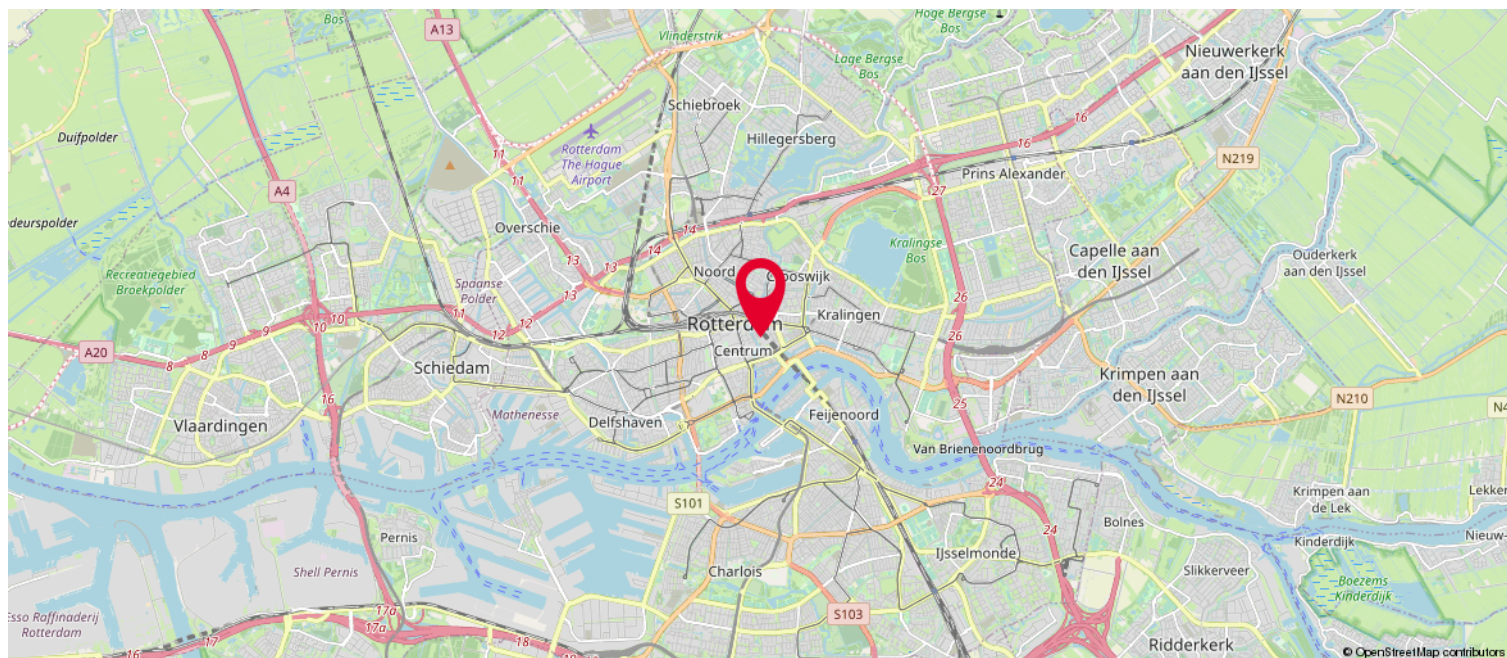 Hoge Bergse
Bos
Bos
A13
Vlinderstrik
Lage Bergse
Bos
Nieuwerkerk
aan den IJssel
Schiebroek
16
16
Duifpolder
Hillegersberg
Rotterdam
The Hague
Airport
11
11
N219
A4
Prins Alexander
27
deurspolder
Overschie
14
14
Kralingse
Bos
Capelle aan
den IJssel
Ouderkerk
aan den IJssel
Recreatiegebied
Broekpolder
Spaanse
Polder
13
13
13
Noord
26
26
10
10
11
12
12
9
9
8
8
A20
Rotterdam
Kralingen
Centrum
Schiedam
Krimpen aan
den IJssel
16
25
N210
Mathenesse
Delfshaven
Feijenoord
Vlaardingen
Van Brienenoordbrug
24
24
S101
Krimpen aan
de Lek
Bolnes
Pernis
IJsselmonde
Kinderdijk
Shell Pernis
Charlois
Slikkerveer
Boezems
Kinderdijk
Esso Raffinaderij
Rotterdam
17a
17a
17
16
18
19
S103
Ridderkerk
© OpenStreetMap contributors